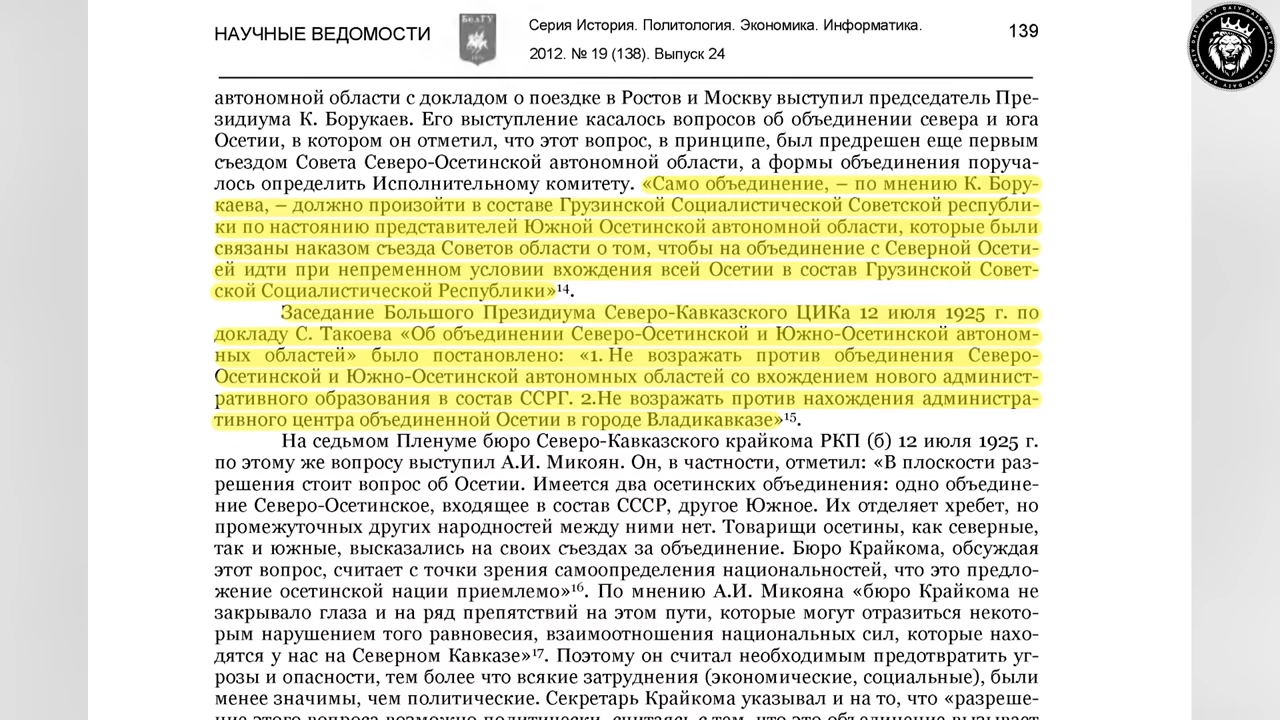 НАУЧНЫЕ ВЕДОМОСТИ
БелГУ
Серия История. Политология. Экономика. Информатика.
2012. № 19 (138). Выпуск 24
139
автономной области с докладом о поездке в Ростов и Москву выступил председатель Пре-
зидиума К. Борукаев. Его выступление касалось вопросов об объединении севера и юга
Осетии, в котором он отметил, что этот вопрос, в принципе, был предрешен еще первым
съездом Совета Северо-Осетинской автономной области, а формы объединения поруча-
лось определить Исполнительному комитету. «Само объединение, – по мнению К. Бору-
каева, – должно произойти в составе Грузинской Социалистической Советской республи-
ки по настоянию представителей Южной Осетинской автономной области, которые были
связаны наказом съезда Советов области о том, чтобы на объединение с Северной Осети-
ей идти при непременном условии вхождения всей Осетии в состав Грузинской Совет-
ской Социалистической Республики»¹⁴.
Заседание Большого Президиума Северо-Кавказского ЦИКа 12 июля 1925 г. по
докладу С. Такоева «Об объединении Северо-Осетинской и Южно-Осетинской автоном-
ных областей» было постановлено: «1. Не возражать против объединения Северо-
Осетинской и Южно-Осетинской автономных областей со вхождением нового админист-
ративного образования в состав ССРГ. 2.Не возражать против нахождения администра-
тивного центра объединенной Осетии в городе Владикавказе»¹⁵.
На седьмом Пленуме бюро Северо-Кавказского крайкома РКП (б) 12 июля 1925 г.
по этому же вопросу выступил А.И. Микоян. Он, в частности, отметил: «В плоскости раз-
решения стоит вопрос об Осетии. Имеется два осетинских объединения: одно объедине-
ние Северо-Осетинское, входящее в состав СССР, другое Южное. Их отделяет хребет, но
промежуточных других народностей между ними нет. Товарищи осетины, как северные,
так и южные, высказались на своих съездах за объединение. Бюро Крайкома, обсуждая
этот вопрос, считает с точки зрения самоопределения национальностей, что это предло-
жение осетинской нации приемлемо»¹⁶. По мнению А.И. Микояна «бюро Крайкома не
закрывало глаза и на ряд препятствий на этом пути, которые могут отразиться некото-
рым нарушением того равновесия, взаимоотношения национальных сил, которые нахо-
дятся у нас на Северном Кавказе»¹⁷. Поэтому он считал необходимым предотвратить уг-
розы и опасности, тем более что всякие затруднения (экономические, социальные), были
менее значимы, чем политические. Секретарь Крайкома указывал и на то, что «разреше-
ние этого вопроса возможно политически, считаясь с тем, что это объединение вызывает